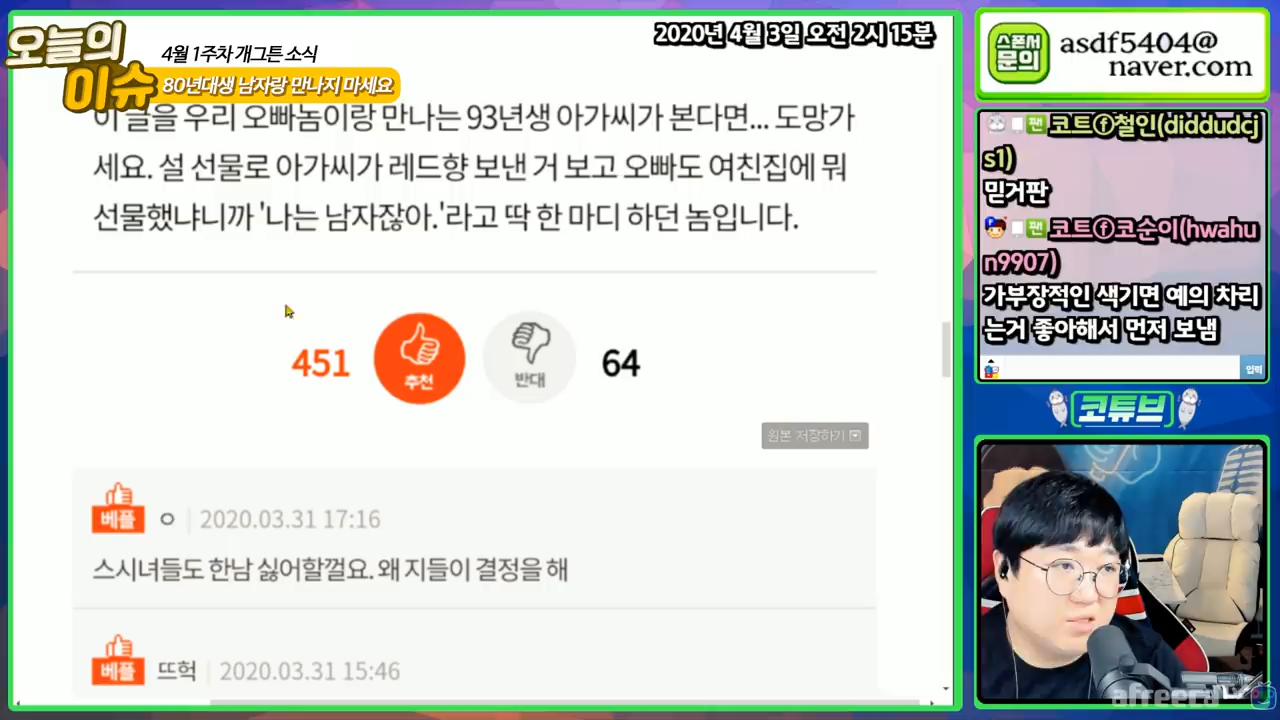 오늘의
이슈
4월 1주차 개그튼 소식
80년대생 남자랑 만나지 마세요
2020년 4월 3일 오전 2시 15분
이 글을 우리 오빠놈이랑 만나는 93년생 아가씨가 본다면... 도망가
세요. 설 선물로 아가씨가 레드향 보낸 거 보고 오빠도 여친집에 뭐
선물했냐니까 '나는 남자잖아.'라고 딱 한 마디 하던 놈입니다.
451
추천
반대
64
원본 저장하기
베플 ㅇ 2020.03.31 17:16
스시녀들도 한남 싫어할껄요. 왜 지들이 결정을 해
베플 뜨헉 2020.03.31 15:46
스폰서
문의
asdf5404@
naver.com
팬 코트ⓕ철인(diddudcj
s1)
믿거판
팬 코트ⓕ코순이(hwahu
n9907)
가부장적인 색기면 예의 차리
는거 좋아해서 먼저 보냄
입력
코튜브
afreeca